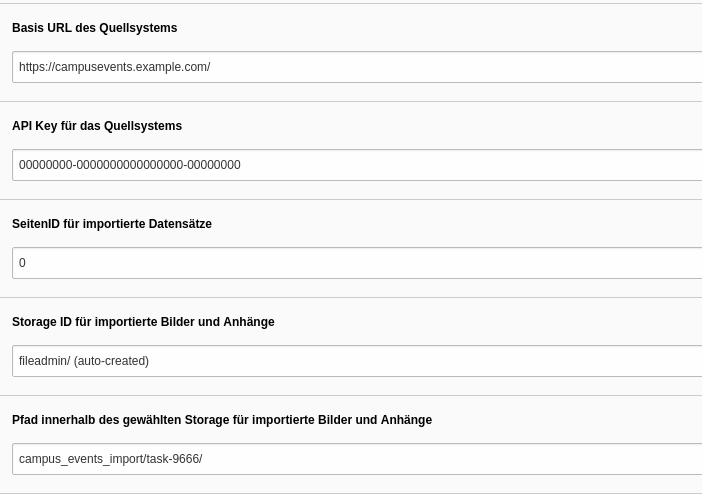 Basis URL des Quellsystems
https://campusevents.example.com/
API Key für das Quellsystems
00000000-0000000000000000-00000000
SeitenID für importierte Datensätze
0
Storage ID für importierte Bilder und Anhänge
fileadmin/ (auto-created)
Pfad innerhalb des gewählten Storage für importierte Bilder und Anhänge
campus_events_import/task-9666/